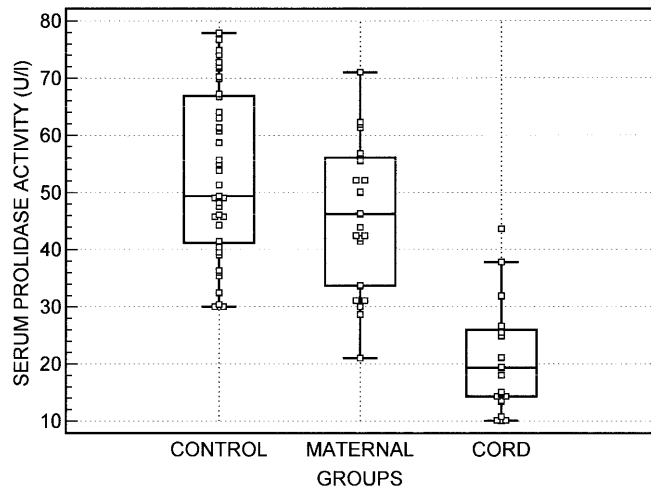 SERUM PROLIDASE ACTIVITY (U/l)
80
70
60
50
40
30
20
10
CONTROL MATERNAL CORD
GROUPS